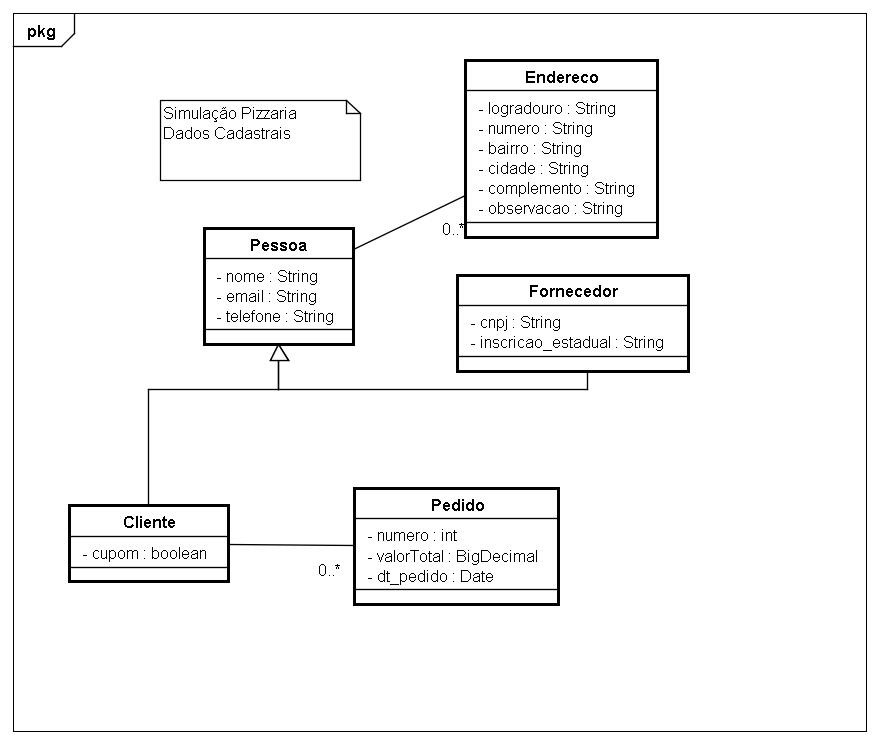 pkg
Simulação Pizzaria
Dados Cadastrais
Endereco
- logradouro : String
- numero : String
- bairro : String
- cidade : String
- complemento : String
- observacao : String
0..*
Pessoa
- nome : String
- email : String
- telefone : String
Fornecedor
- cnpj : String
- inscricao_estadual : String
Cliente
- cupom : boolean
0..*
Pedido
- numero : int
- valorTotal : BigDecimal
- dt_pedido : Date